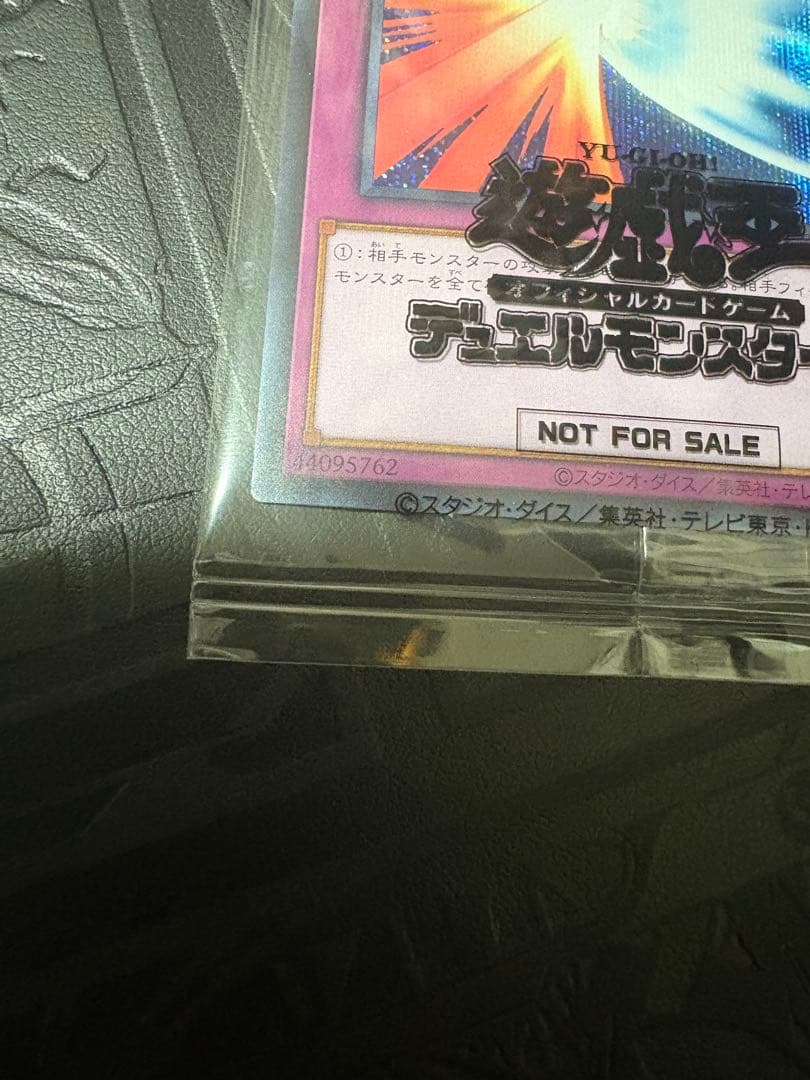 YU-GI-OH!
遊戯王
①:相手モンスターの攻
相手フィー
モンスターを全て
オフィシャルカードゲーム
デュエルモンスター
NOT FOR SALE
44095762
©スタジオ・ダイス/集英社・テレ
©スタジオ・ダイス/集英社・テレビ東京・